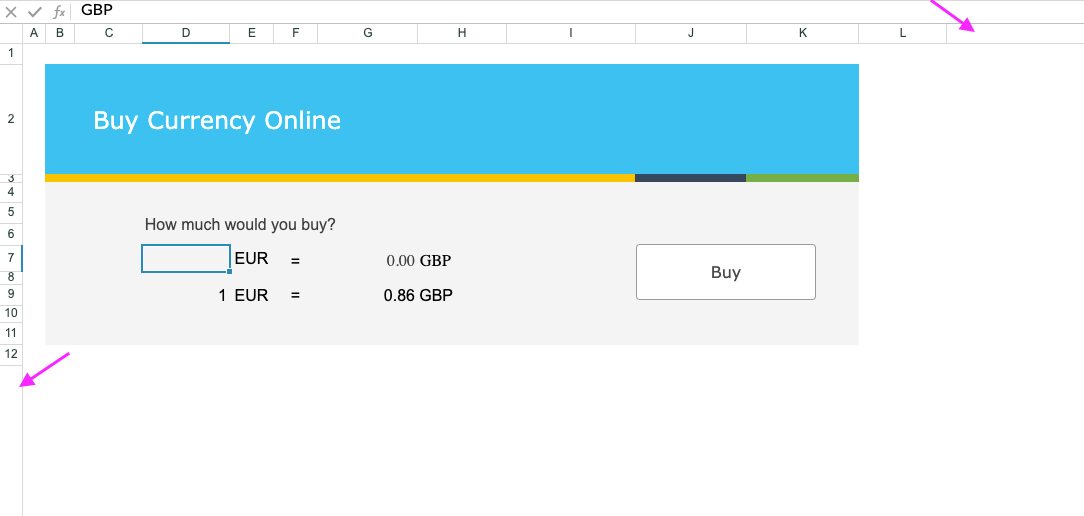 fx GBP
A B C D E F G H I J K L
1
2
Buy Currency Online
3
4
5
How much would you buy?
6
7
EUR = 0.00 GBP
Buy
8
9
1 EUR = 0.86 GBP
10
11
12